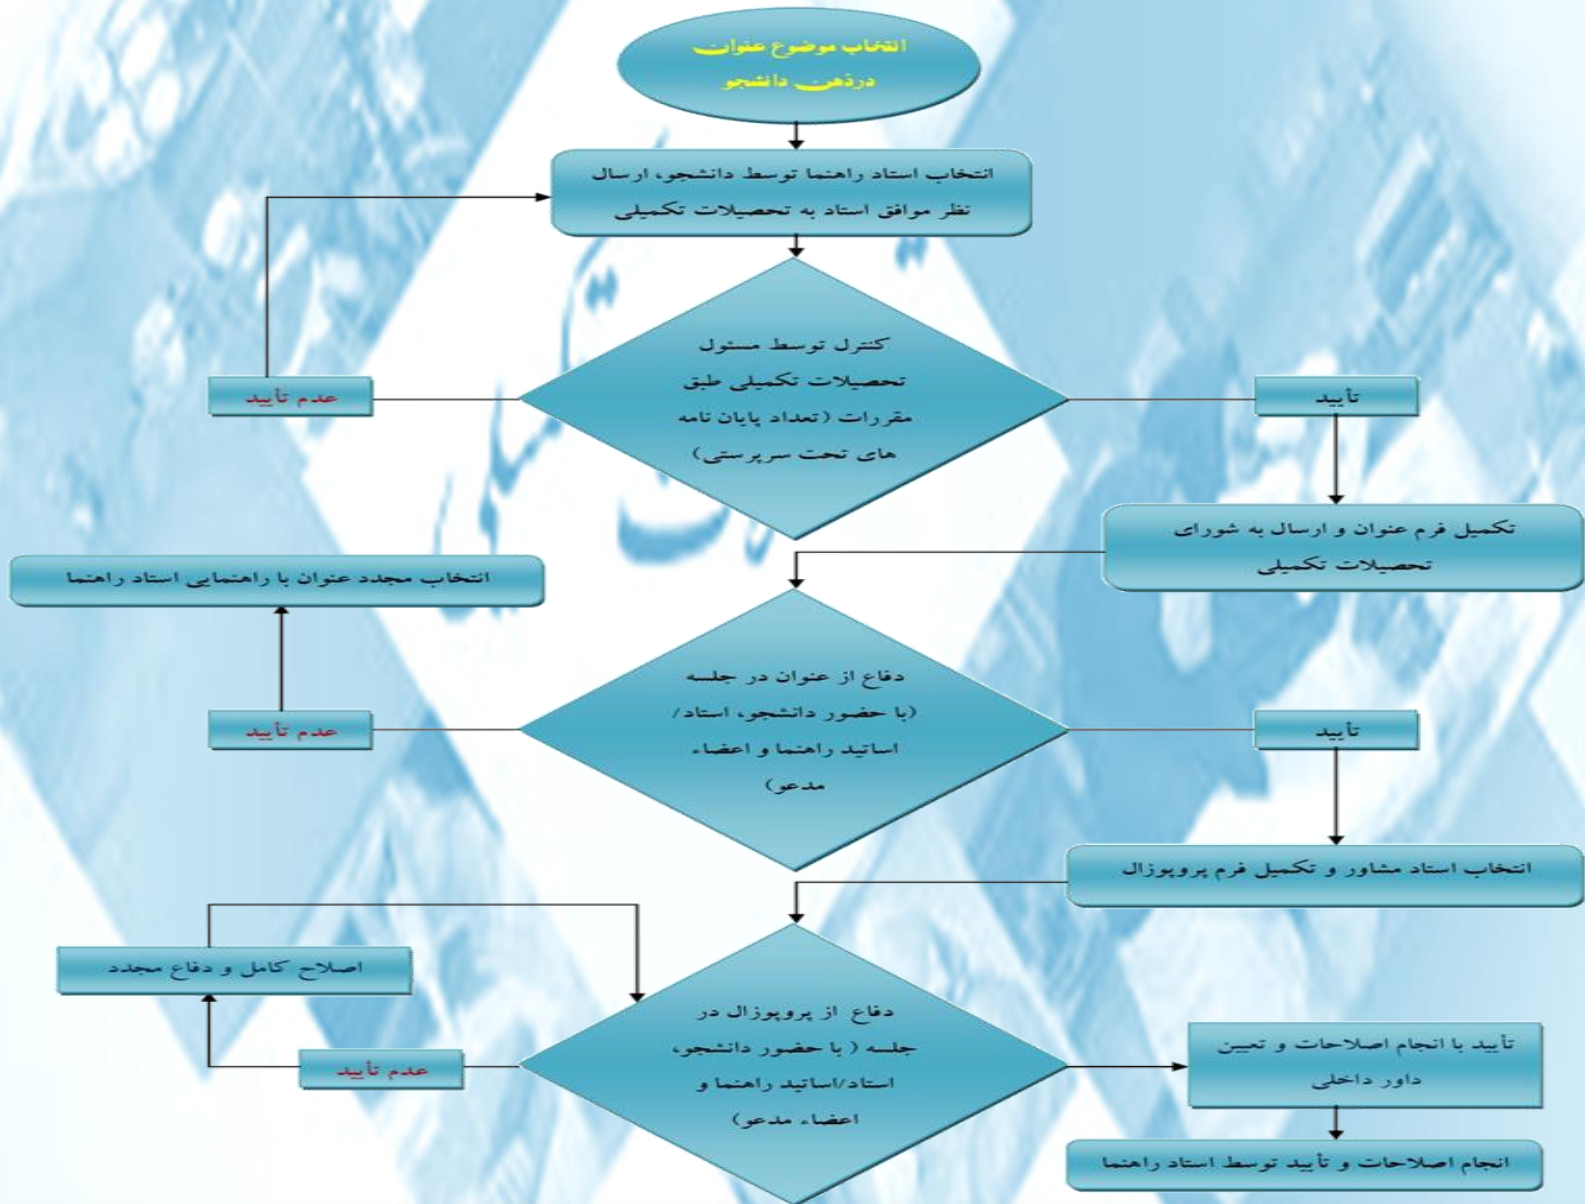 انتخاب موضوع عنوان
درذهن دانشجو
انتخاب استاد راهنما توسط دانشجو، ارسال
نظر موافق استاد به تحصیلات تکمیلی
کنترل توسط مسئول
تحصیلات تکمیلی طبق
مقررات (تعداد پایان نامه
های تحت سرپرستی)
تأیید
عدم تأیید
تکمیل فرم عنوان و ارسال به شورای
تحصیلات تکمیلی
انتخاب مجدد عنوان با راهنمایی استاد راهنما
دفاع از عنوان در جلسه
(با حضور دانشجو، استاد/
اساتید راهنما و اعضاء
مدعو)
تأیید
عدم تأیید
انتخاب استاد مشاور و تکمیل فرم پروپوزال
اصلاح کامل و دفاع مجدد
دفاع از پروپوزال در
جلسه ( با حضور دانشجو،
استاد/اساتید راهنما و
اعضاء مدعو)
تأیید با انجام اصلاحات و تعیین
داور داخلی
عدم تأیید
انجام اصلاحات و تأیید توسط استاد راهنما